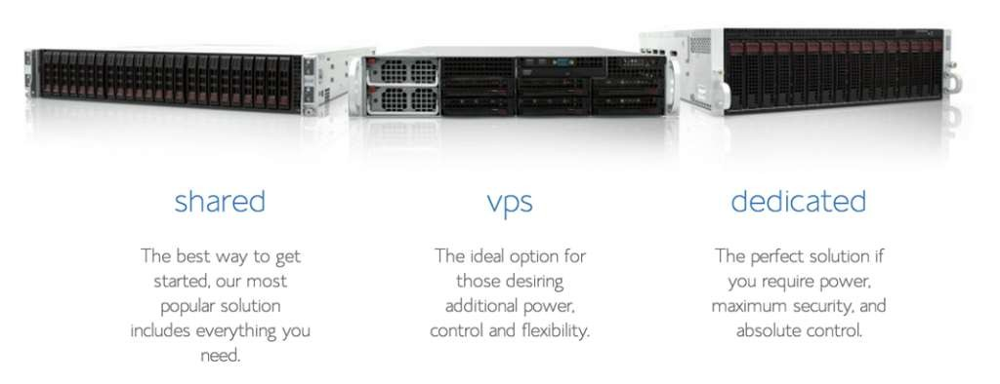 shared
The best way to get
started, our most
popular solution
includes everything you
need.
vps
The ideal option for
those desiring
additional power,
control and flexibility.
dedicated
The perfect solution if
you require power,
maximum security, and
absolute control.